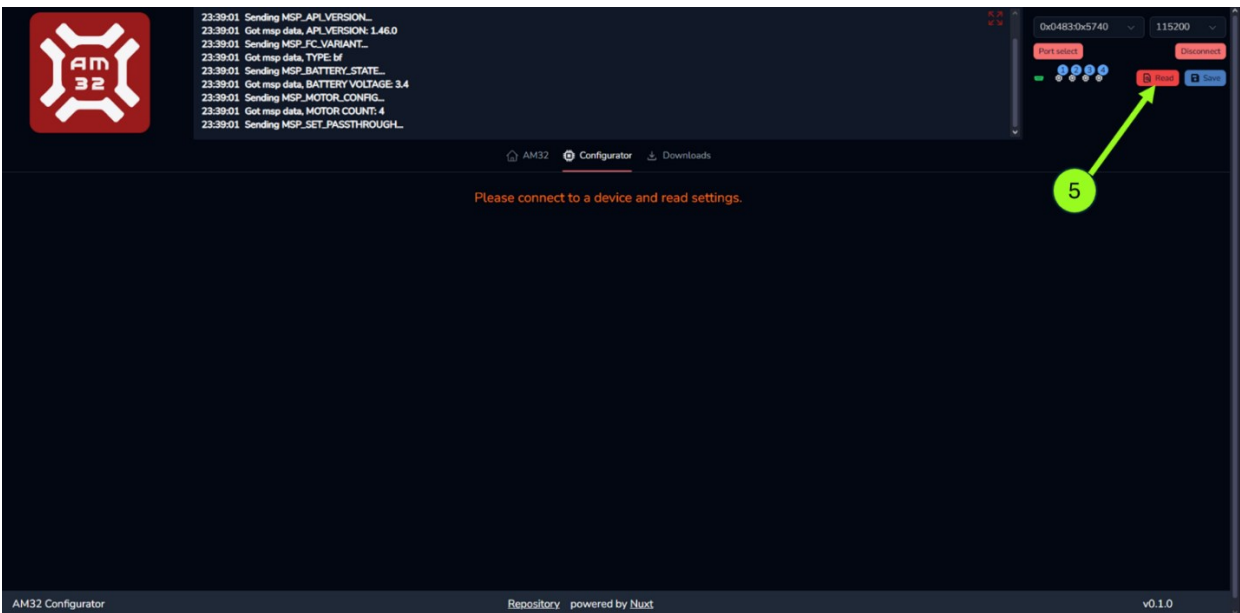 AM
32
23:39:01 Sending MSP_API_VERSION...
23:39:01 Got msp data, API_VERSION: 1.46.0
23:39:01 Sending MSP_FC_VARIANT...
23:39:01 Got msp data, TYPE: bf
23:39:01 Sending MSP_BATTERY_STATE...
23:39:01 Got msp data, BATTERY VOLTAGE: 3.4
23:39:01 Sending MSP_MOTOR_CONFIG...
23:39:01 Got msp data, MOTOR COUNT: 4
23:39:01 Sending MSP_SET_PASSTHROUGH...
0x0483:0x5740 115200
Port select Disconnect
1 2 3 4
Read Save
AM32 Configurator Downloads
5
Please connect to a device and read settings.
AM32 Configurator Repository powered by Nuxt v0.1.0